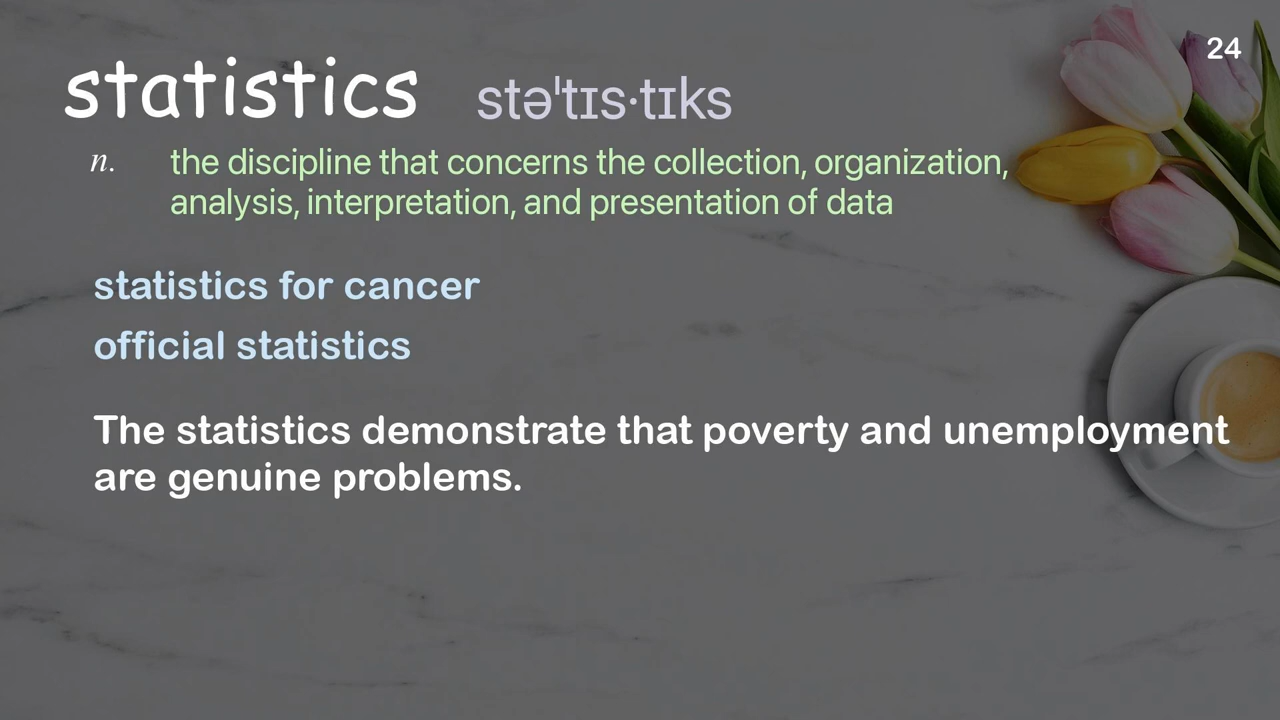 24
statistics stəˈtɪs·tɪks
n. the discipline that concerns the collection, organization,
analysis, interpretation, and presentation of data
statistics for cancer
official statistics
The statistics demonstrate that poverty and unemployment
are genuine problems.